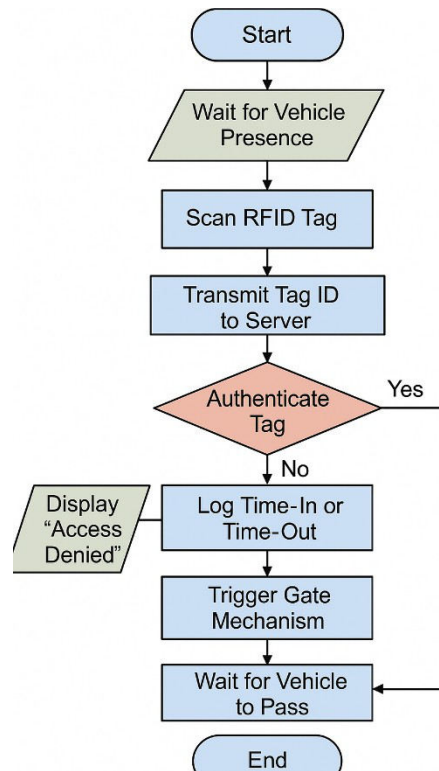 Start
Wait for Vehicle
Presence
Scan RFID Tag
Transmit Tag ID
to Server
Authenticate
Tag
Yes
No
Display
“Access
Denied”
Log Time-In or
Time-Out
Trigger Gate
Mechanism
Wait for Vehicle
to Pass
End